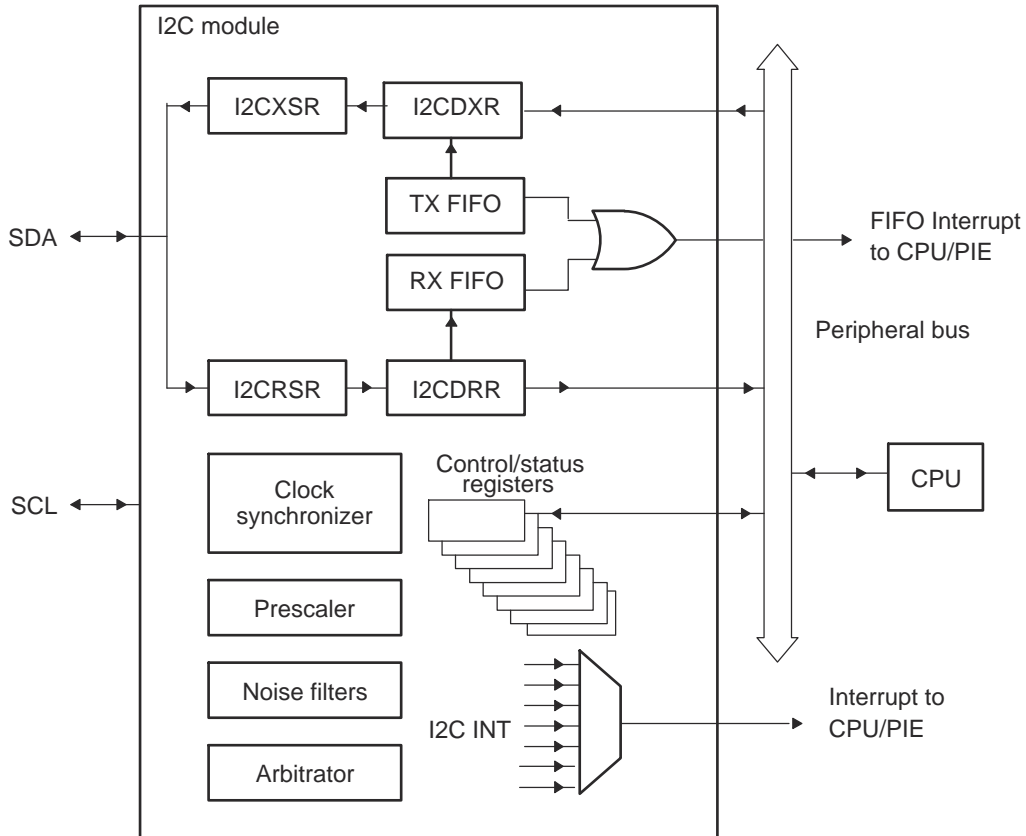 I2C module
I2CXSR
I2CDXR
TX FIFO
SDA
FIFO Interrupt
to CPU/PIE
RX FIFO
Peripheral bus
I2CRSR
I2CDRR
Control/status
registers
CPU
SCL
Clock
synchronizer
Prescaler
Noise filters
I2C INT
Interrupt to
CPU/PIE
Arbitrator